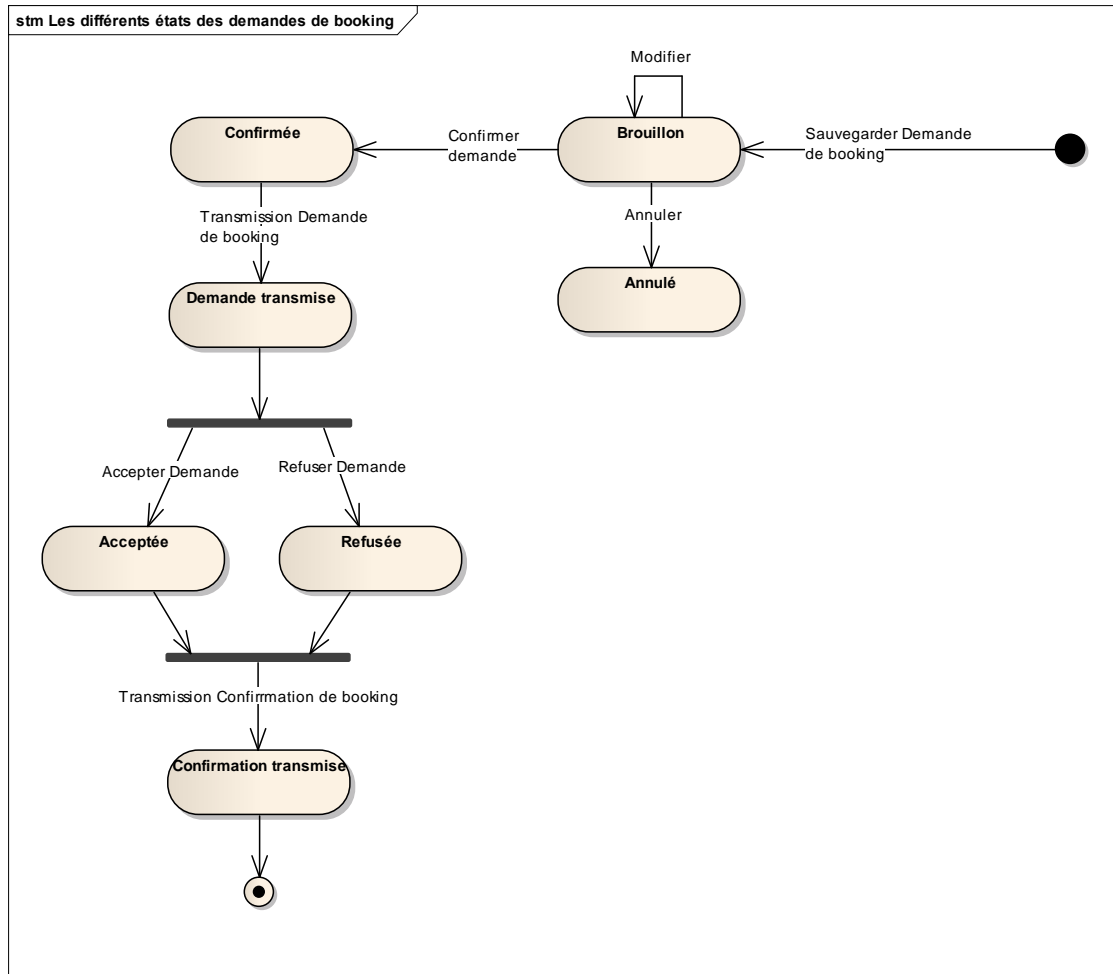 stm Les différents états des demandes de booking
Modifier
Confirmée
Confirmer
demande
Brouillon
Sauvegarder Demande
de booking
Transmission Demande
de booking
Annuler
Demande transmise
Annulé
Accepter Demande
Refuser Demande
Acceptée
Refusée
Transmission Confirrmation de booking
Confirmation transmise